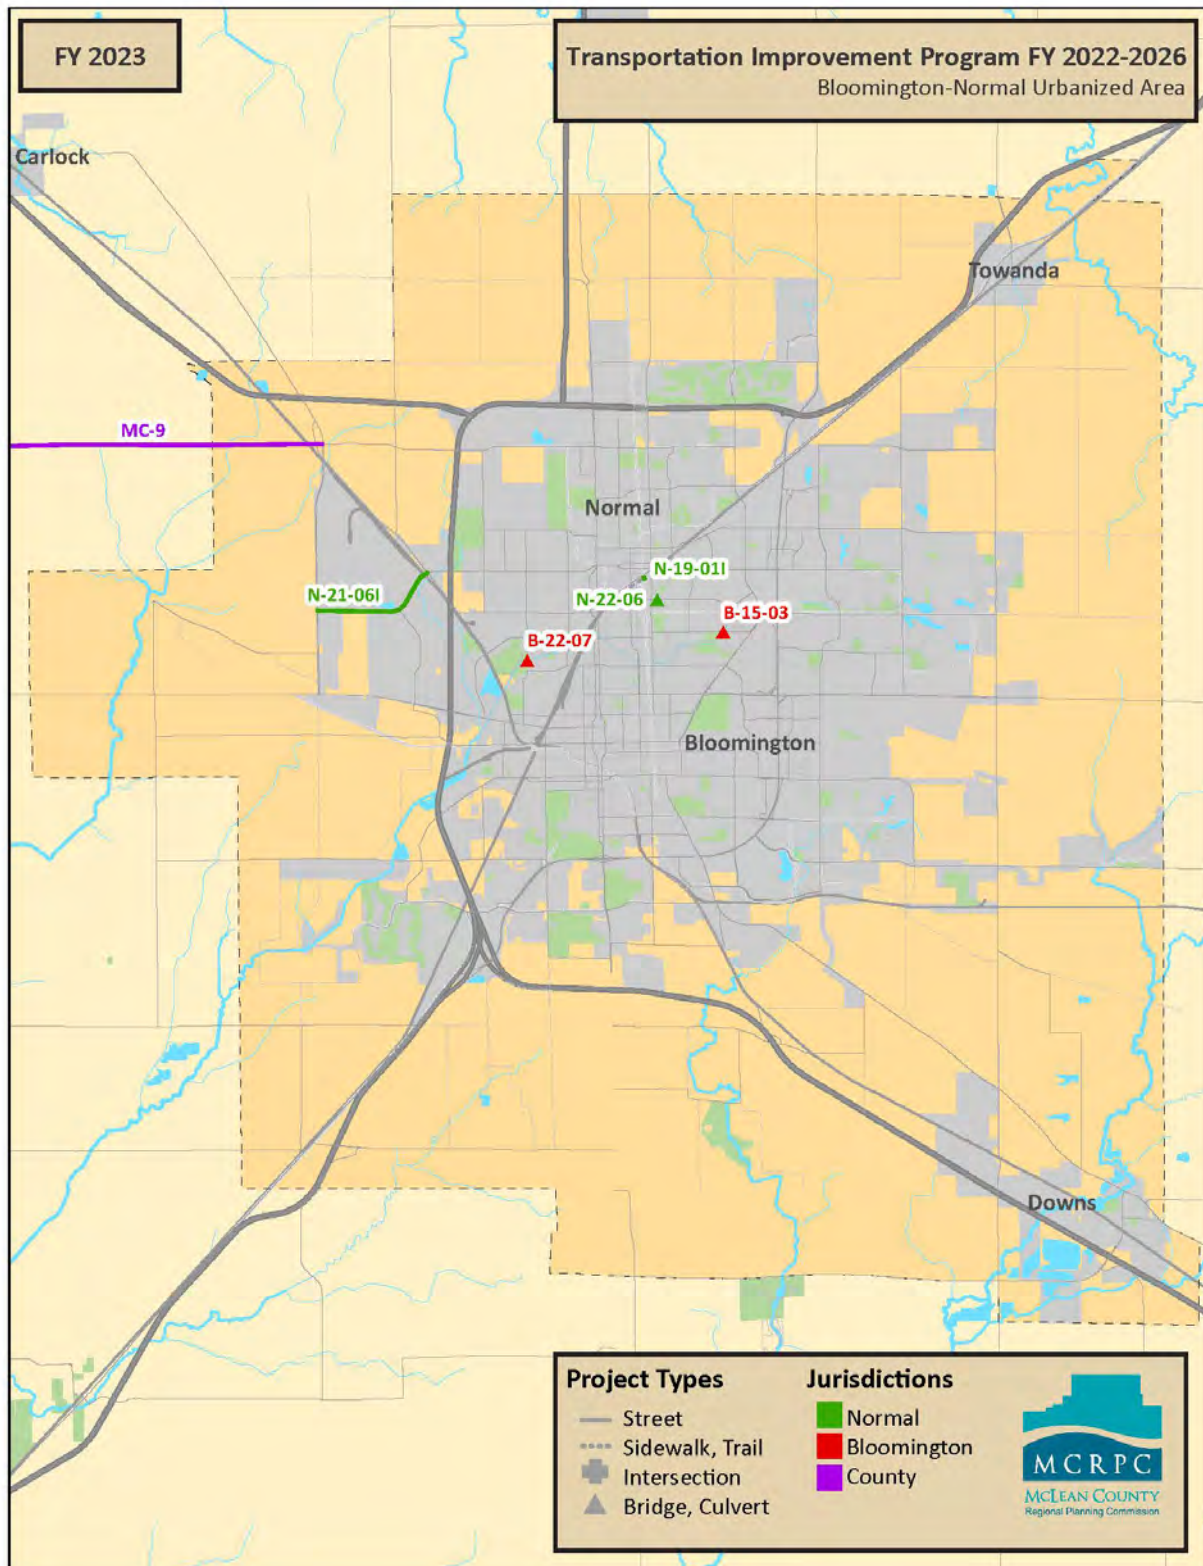 FY 2023
Transportation Improvement Program FY 2022-2026
Bloomington-Normal Urbanized Area
Carlock
Towanda
MC-9
Normal
N-19-01I
N-21-06I
N-22-06
B-15-03
B-22-07
Bloomington
Downs
Project Types
Street
Sidewalk, Trail
Intersection
Bridge, Culvert
Jurisdictions
Normal
Bloomington
County
MCRPC
MCLEAN COUNTY
Regional Planning Commission